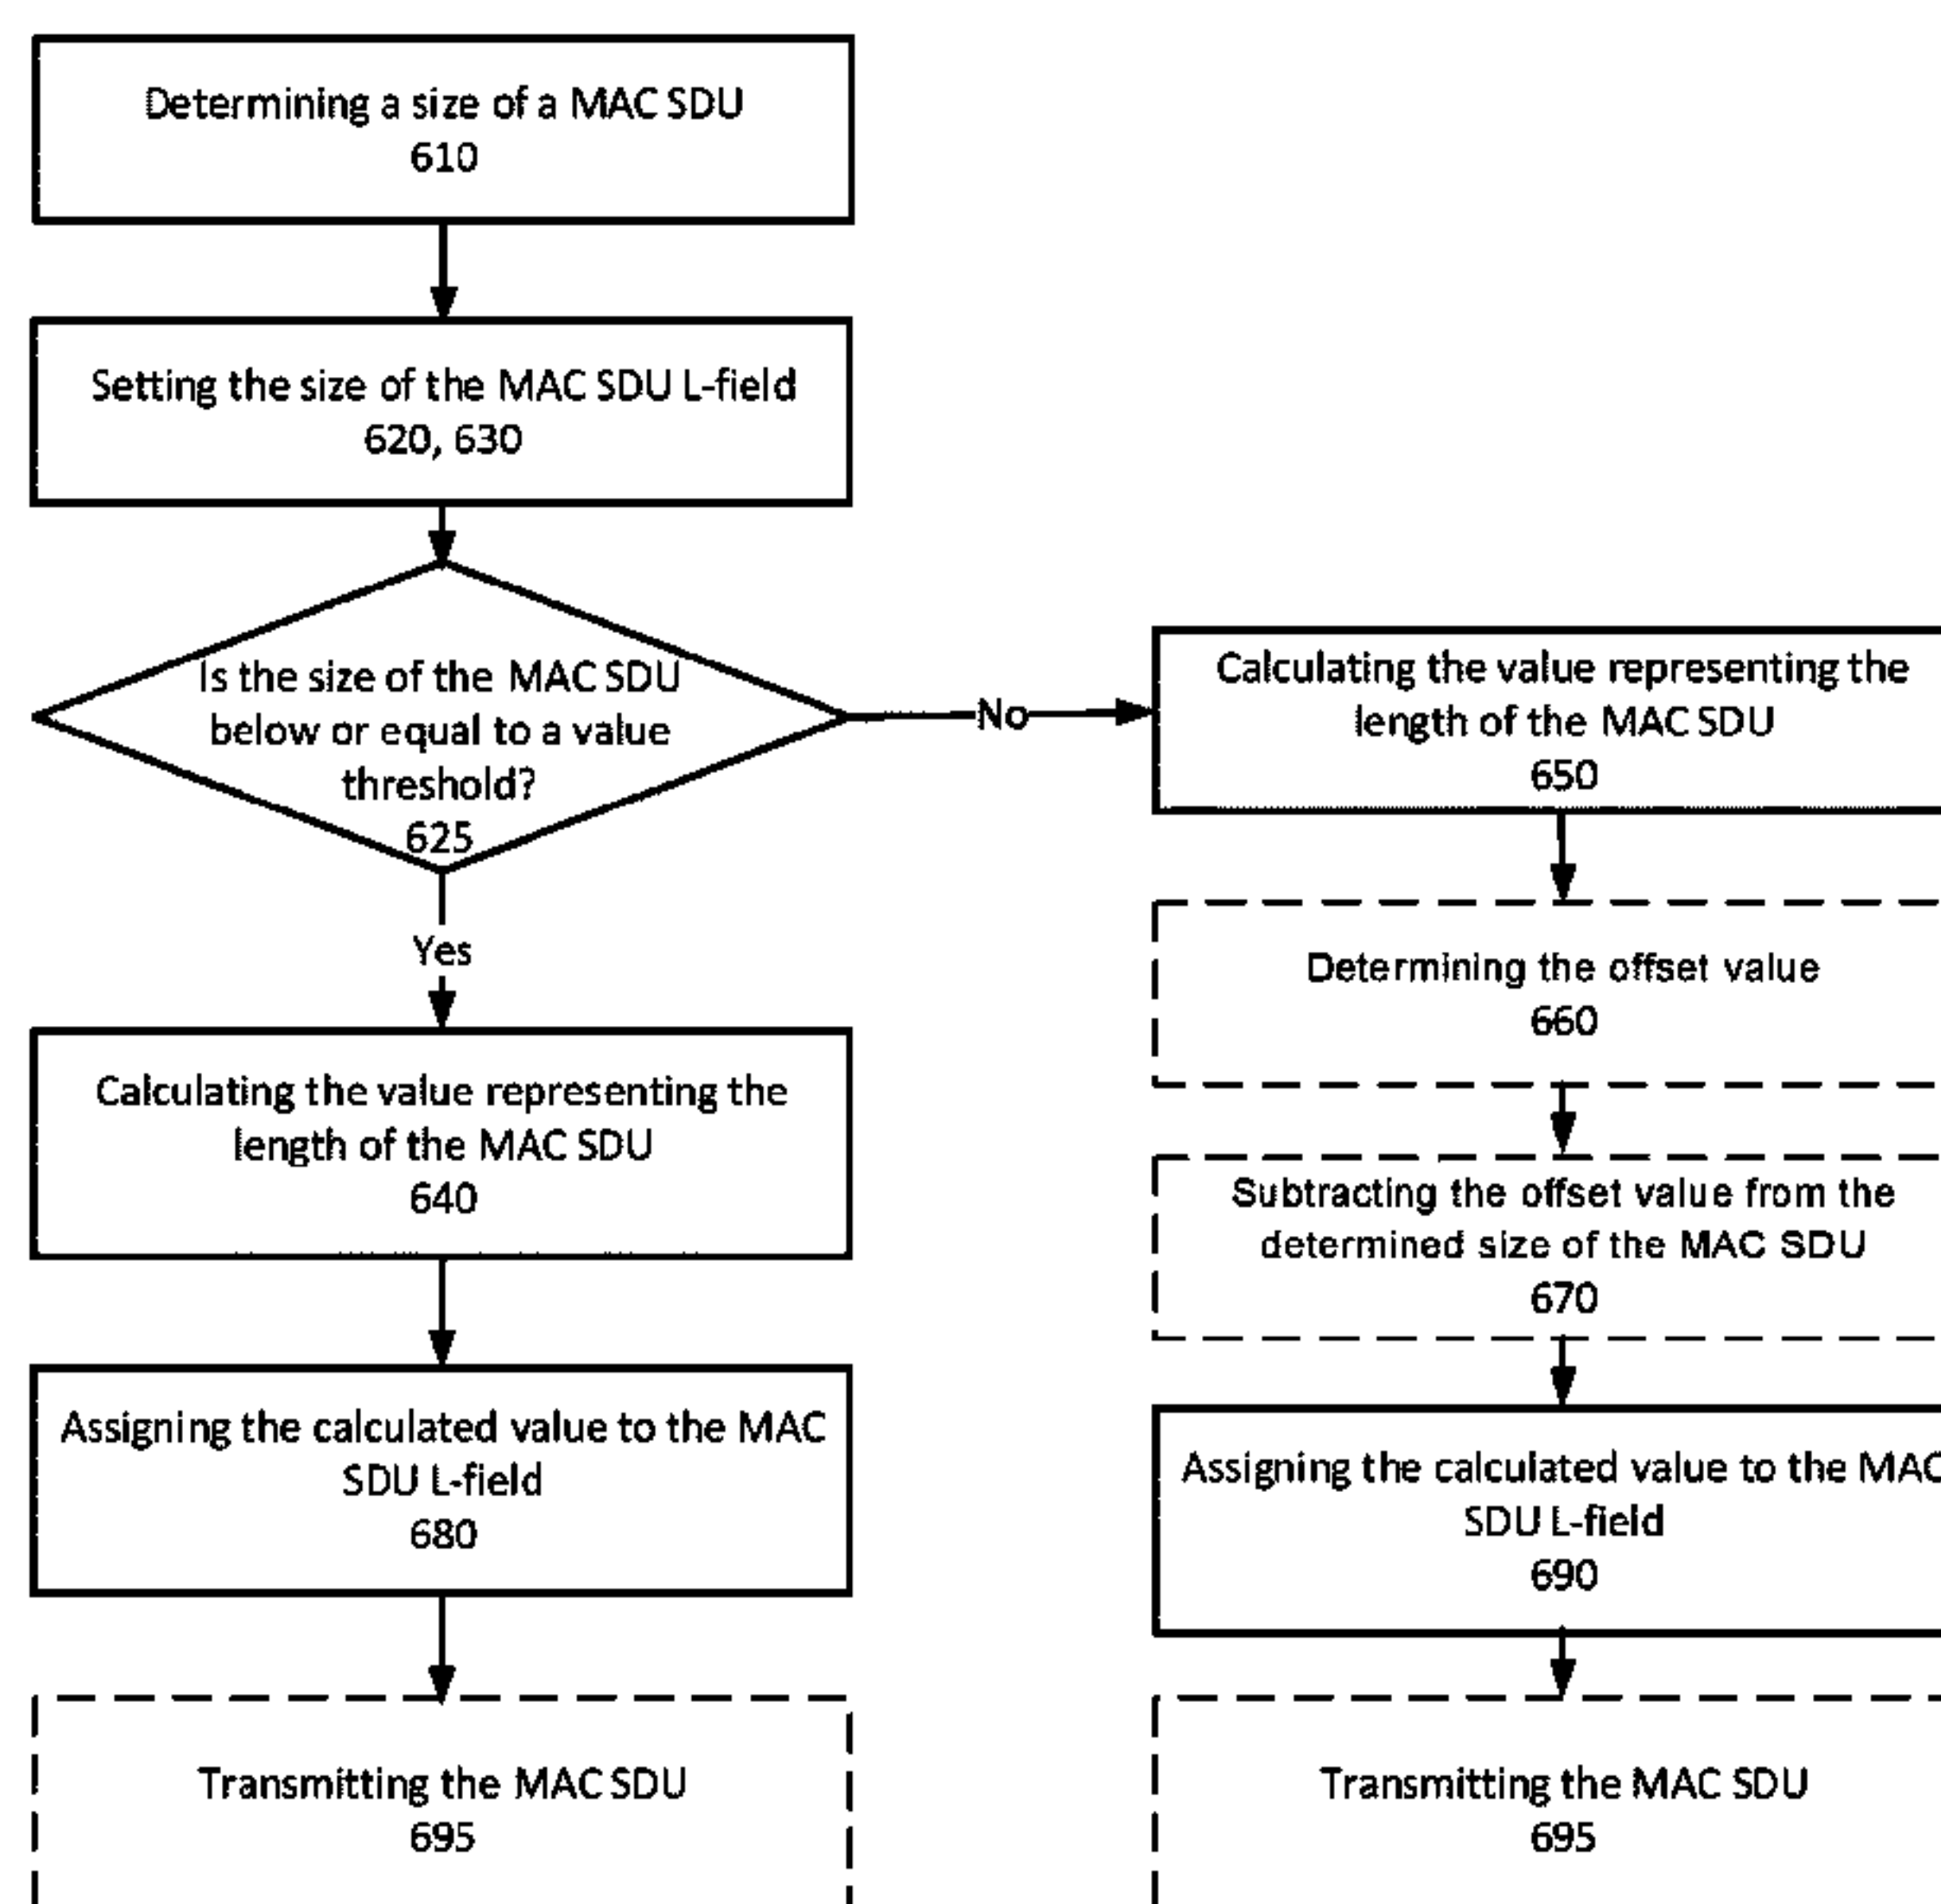 Determining a size of a MAC SDU
610
Setting the size of the MAC SDU L-field
620, 630
Is the size of the MAC SDU
below or equal to a value
threshold?
625
No
Yes
Calculating the value representing the
length of the MAC SDU
640
Assigning the calculated value to the MAC
SDU L-field
680
Transmitting the MAC SDU
695
Calculating the value representing the
length of the MAC SDU
650
Determining the offset value
660
Subtracting the offset value from the
determined size of the MAC SDU
670
Assigning the calculated value to the MAC
SDU L-field
690
Transmitting the MAC SDU
695